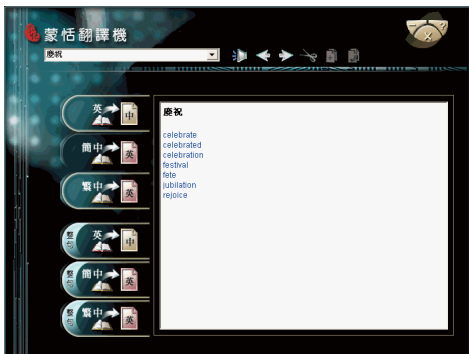 蒙恬翻譯機
慶祝
英 中
簡中 英
繁中 英
整句 英 中
整句 簡中 英
整句 繁中 英
慶祝
celebrate
celebrated
celebration
festival
fete
jubilation
rejoice